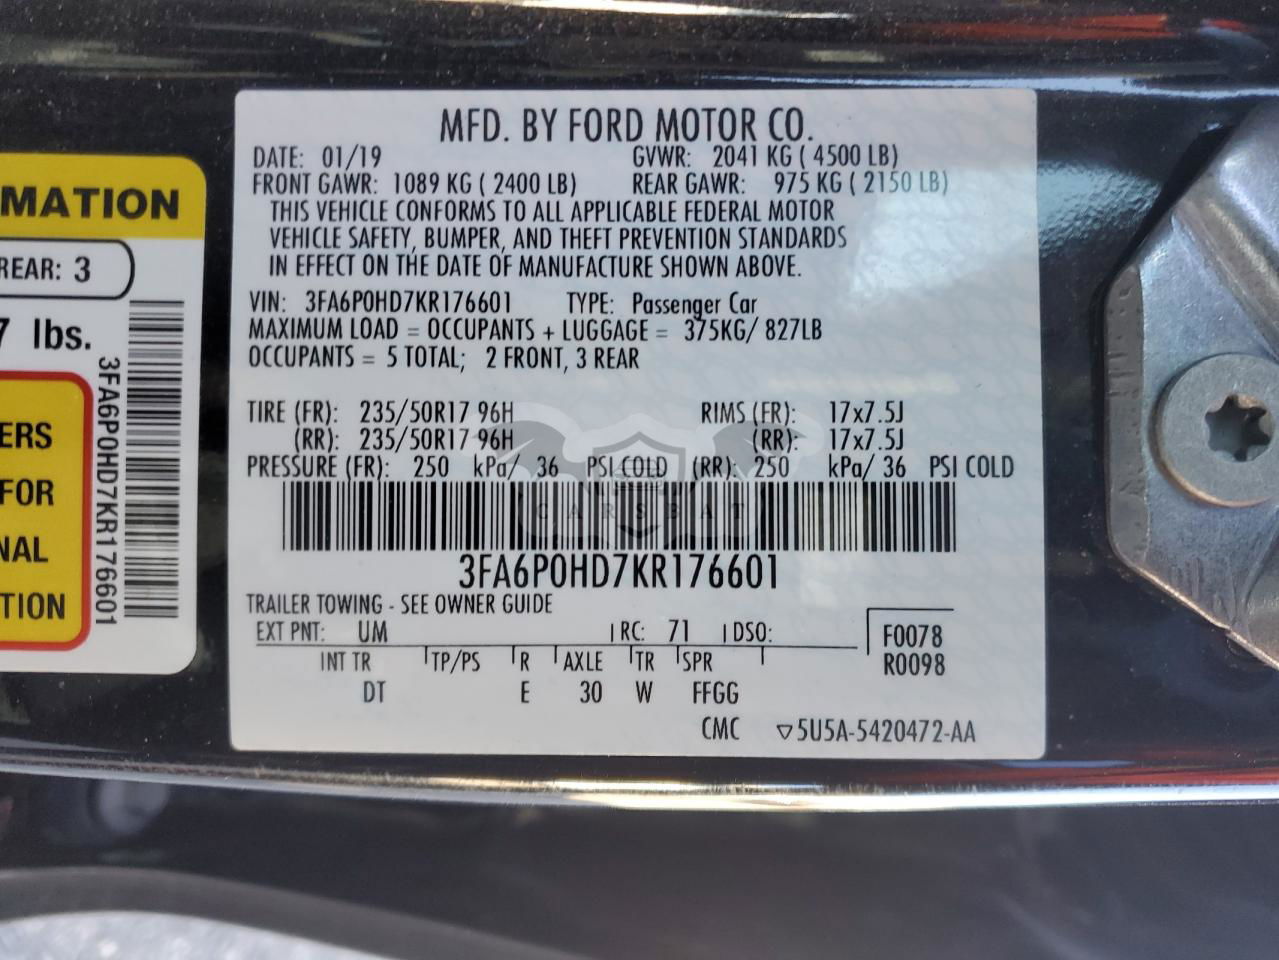 MFD. BY FORD MOTOR CO.
DATE: 01/19 GVWR: 2041 KG ( 4500 LB)
FRONT GAWR: 1089 KG ( 2400 LB) REAR GAWR: 975 KG ( 2150 LB)
THIS VEHICLE CONFORMS TO ALL APPLICABLE FEDERAL MOTOR
VEHICLE SAFETY, BUMPER, AND THEFT PREVENTION STANDARDS
IN EFFECT ON THE DATE OF MANUFACTURE SHOWN ABOVE.
VIN: 3FA6P0HD7KR176601 TYPE: Passenger Car
MAXIMUM LOAD = OCCUPANTS + LUGGAGE = 375KG/ 827LB
OCCUPANTS = 5 TOTAL; 2 FRONT, 3 REAR
TIRE (FR): 235/50R17 96H RIMS (FR): 17x7.5J
(RR): 235/50R17 96H (RR): 17x7.5J
PRESSURE (FR): 250 kPa/ 36 PSI COLD (RR): 250 kPa/ 36 PSI COLD
CARSBAT
3FA6P0HD7KR176601
TRAILER TOWING - SEE OWNER GUIDE
EXT PNT: UM RC: 71 DSO:
INT TR TP/PS R AXLE TR SPR
DT E 30 W FFGG
F0078
R0098
CMC ▽5U5A-5420472-AA
MATION
REAR: 3
7 lbs.
ERS
FOR
NAL
TION
3FA6P0HD7KR176601